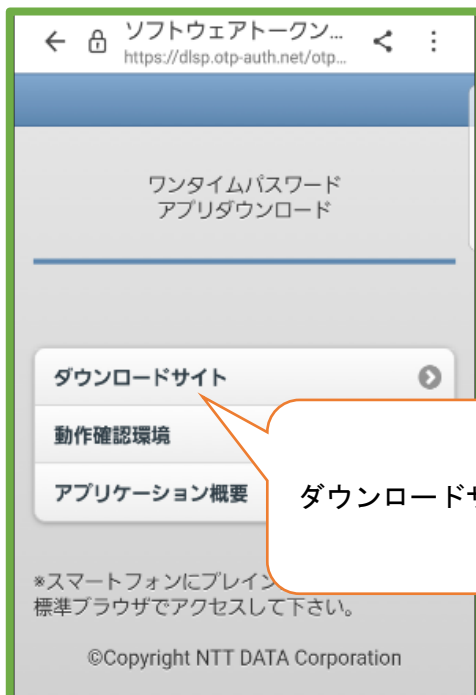 ソフトウェアトークン...
https://dlsp.otp-auth.net/otp...
ワンタイムパスワード
アプリダウンロード
ダウンロードサイト
動作確認環境
アプリケーション概要
ダウンロード
*スマートフォンにプレイン
標準ブラウザでアクセスして下さい。
©Copyright NTT DATA Corporation